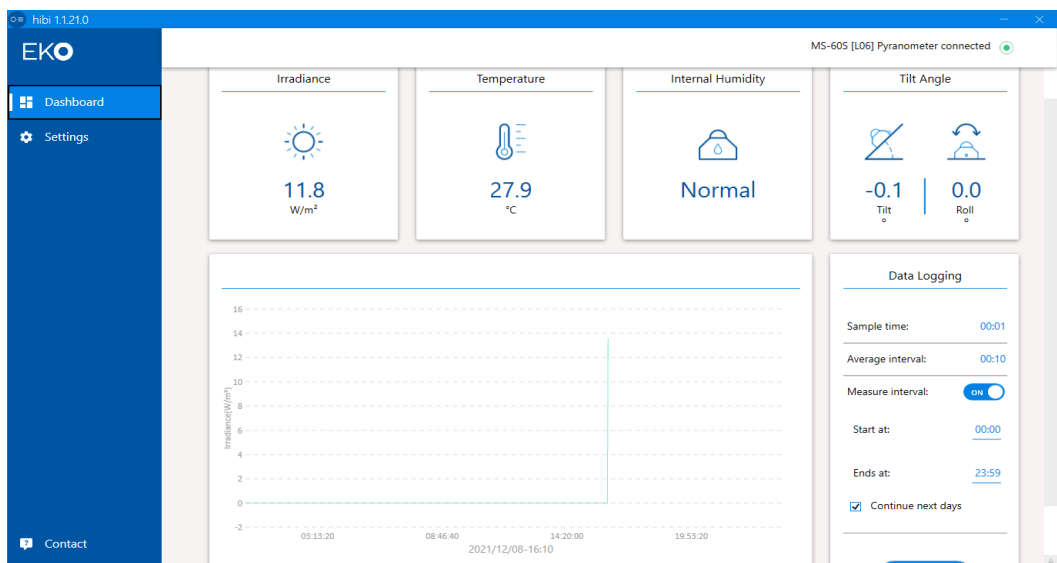 hibi 1.1.21.0
EKO
MS-60S [L06] Pyranometer connected
Dashboard
Settings
Contact
Irradiance
11.8
W/m²
Temperature
27.9
°C
Internal Humidity
Normal
Tilt Angle
-0.1
Tilt
°
0.0
Roll
°
Irradiance(W/m²)
16
14
12
10
8
6
4
2
0
-2
03:13:20 08:46:40 14:20:00 19:53:20
2021/12/08-16:10
Data Logging
Sample time: 00:01
Average interval: 00:10
Measure interval: ON
Start at: 00:00
Ends at: 23:59
Continue next days